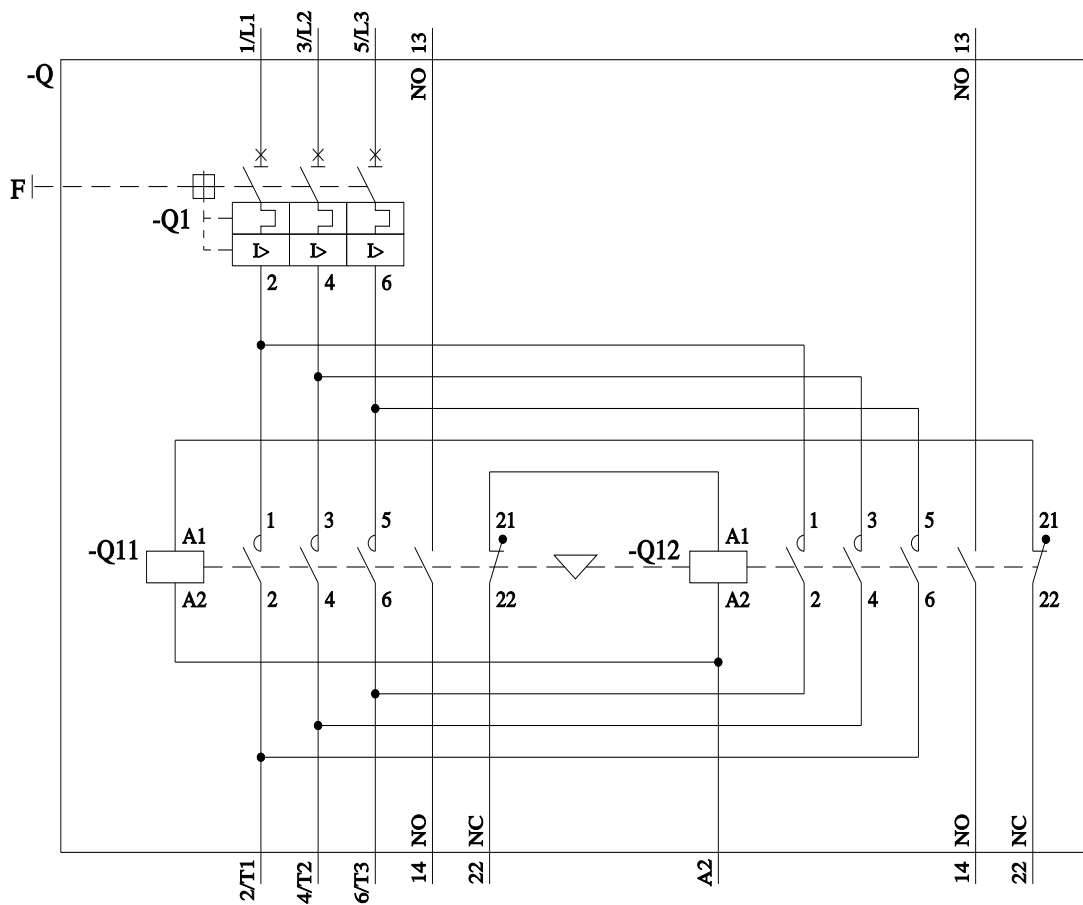 1/L1 3/L2 5/L3 13 13
-Q NO NO
F
-Q1
I> I> I>
2 4 6
1 3 5 21 1 3 5 21
-Q11 A1 -Q12 A1
A2 2 4 6 22 A2 2 4 6 22
NO NC NO NC
2/T1 4/T2 6/T3 14 22 A2 14 22